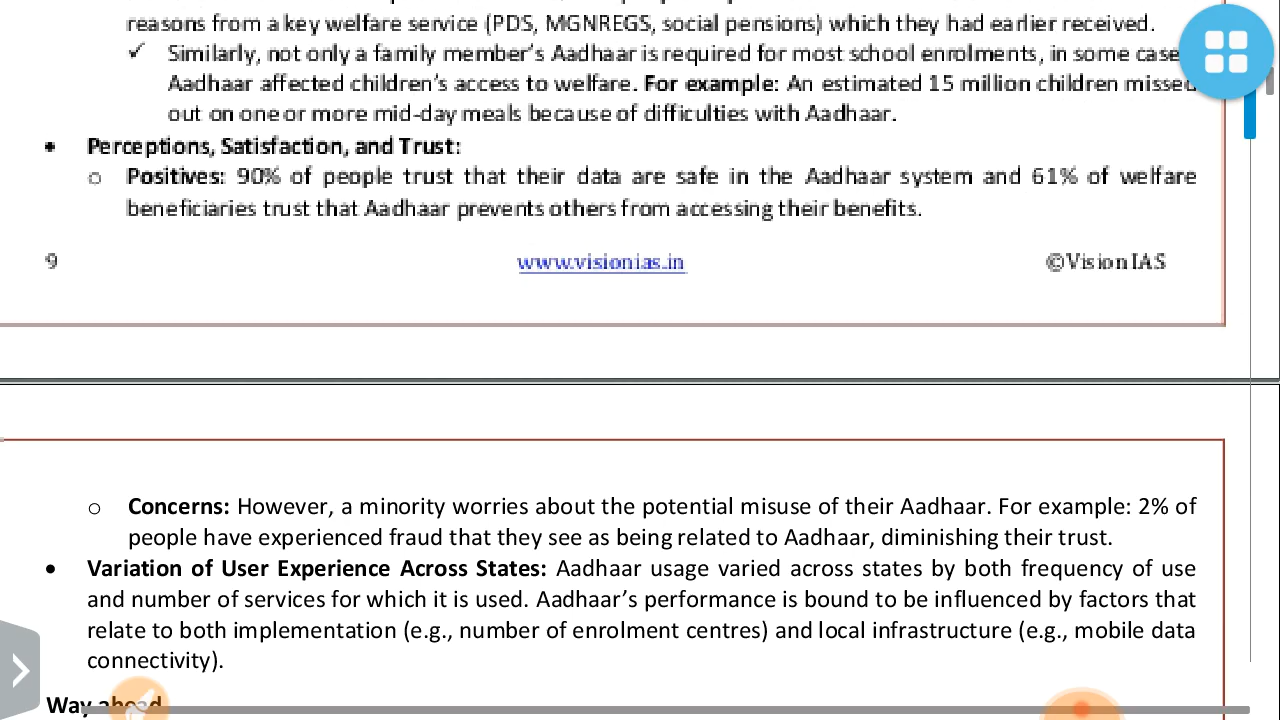 reasons from a key welfare service (PDS, MGNREGS, social pensions) which they had earlier received.
✓ Similarly, not only a family member's Aadhaar is required for most school enrolments, in some case
Aadhaar affected children's access to welfare. For example: An estimated 15 million children missed
out on one or more mid-day meals because of difficulties with Aadhaar.
• Perceptions, Satisfaction, and Trust:
o Positives: 90% of people trust that their data are safe in the Aadhaar system and 61% of welfare
beneficiaries trust that Aadhaar prevents others from accessing their benefits.
9 www.visionias.in ©Vision IAS
o Concerns: However, a minority worries about the potential misuse of their Aadhaar. For example: 2% of
people have experienced fraud that they see as being related to Aadhaar, diminishing their trust.
• Variation of User Experience Across States: Aadhaar usage varied across states by both frequency of use
and number of services for which it is used. Aadhaar's performance is bound to be influenced by factors that
relate to both implementation (e.g., number of enrolment centres) and local infrastructure (e.g., mobile data
connectivity).
Way ahead